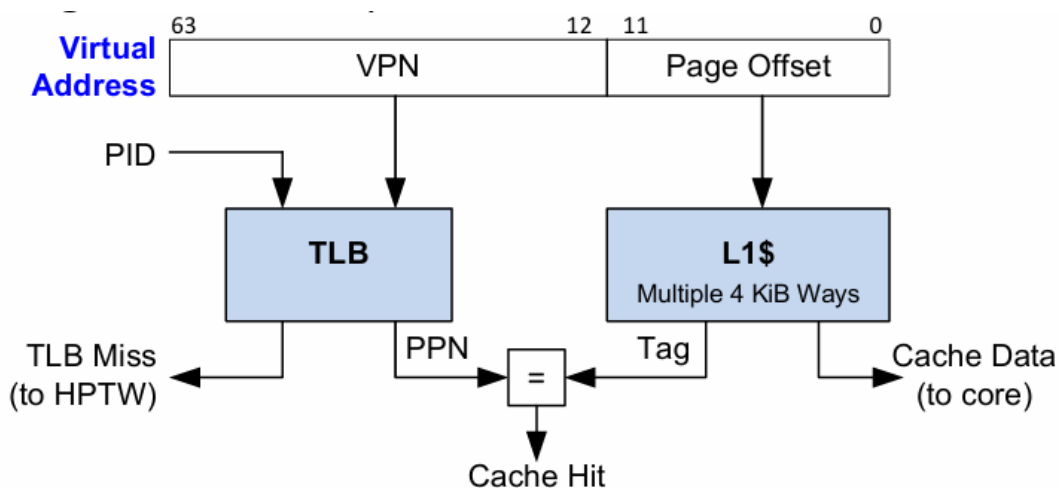 63 12 11 0
Virtual
Address
VPN
Page Offset
PID
TLB
L1$
Multiple 4 KiB Ways
TLB Miss
(to HPTW)
PPN
=
Tag
Cache Data
(to core)
Cache Hit